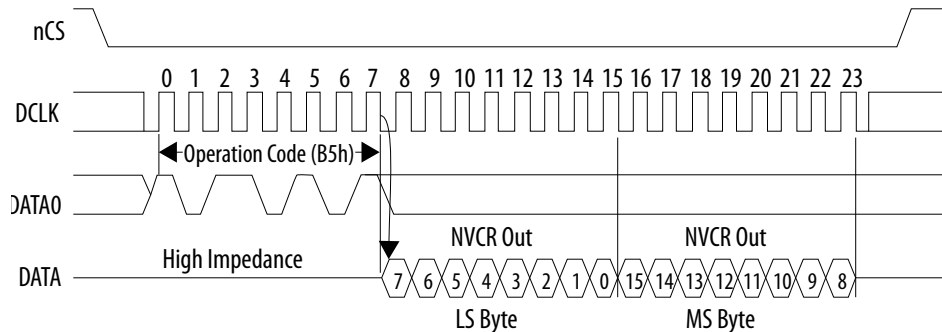 nCS
0 1 2 3 4 5 6 7 8 9 10 11 12 13 14 15 16 17 18 19 20 21 22 23
DCLK
Operation Code (B5h)
DATA0
NVCR Out NVCR Out
High Impedance
DATA 7 6 5 4 3 2 1 0 15 14 13 12 11 10 9 8
LS Byte MS Byte